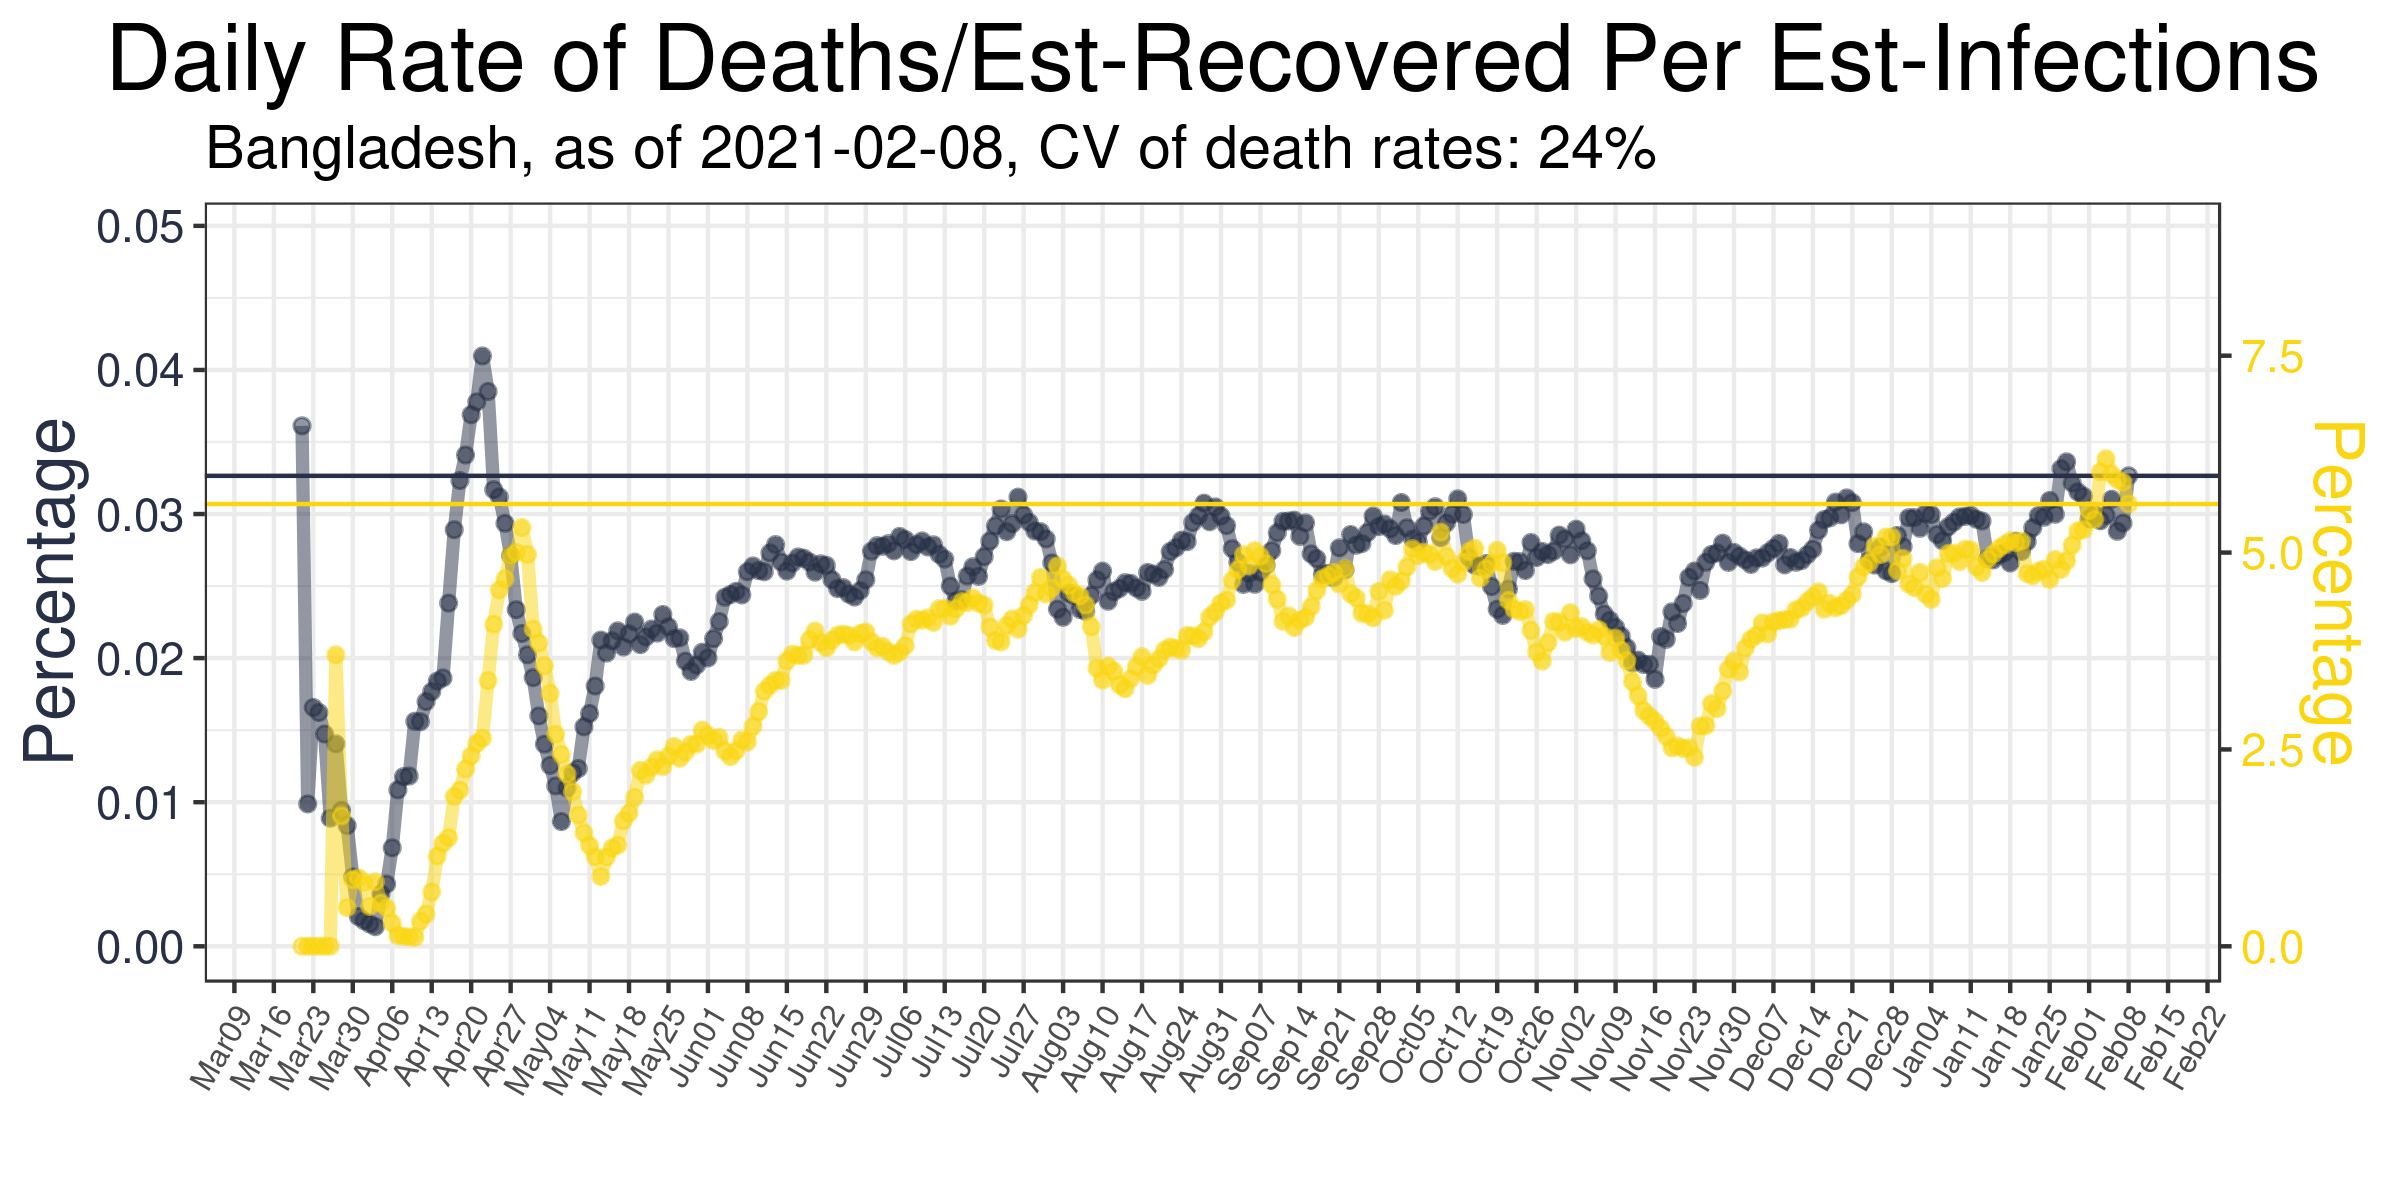 Daily Rate of Deaths/Est-Recovered Per Est-Infections
Bangladesh, as of 2021-02-08, CV of death rates: 24%
Percentage
0.05
0.04
0.03
0.02
0.01
0.00
7.5
5.0
2.5
0.0
Percentage
Mar09
Mar16
Mar23
Mar30
Apr06
Apr13
Apr20
Apr27
May04
May11
May18
May25
Jun01
Jun08
Jun15
Jun22
Jun29
Jul06
Jul13
Jul20
Jul27
Aug03
Aug10
Aug17
Aug24
Aug31
Sep07
Sep14
Sep21
Sep28
Oct05
Oct12
Oct19
Oct26
Nov02
Nov09
Nov16
Nov23
Nov30
Dec07
Dec14
Dec21
Dec28
Jan04
Jan11
Jan18
Jan25
Feb01
Feb08
Feb15
Feb22